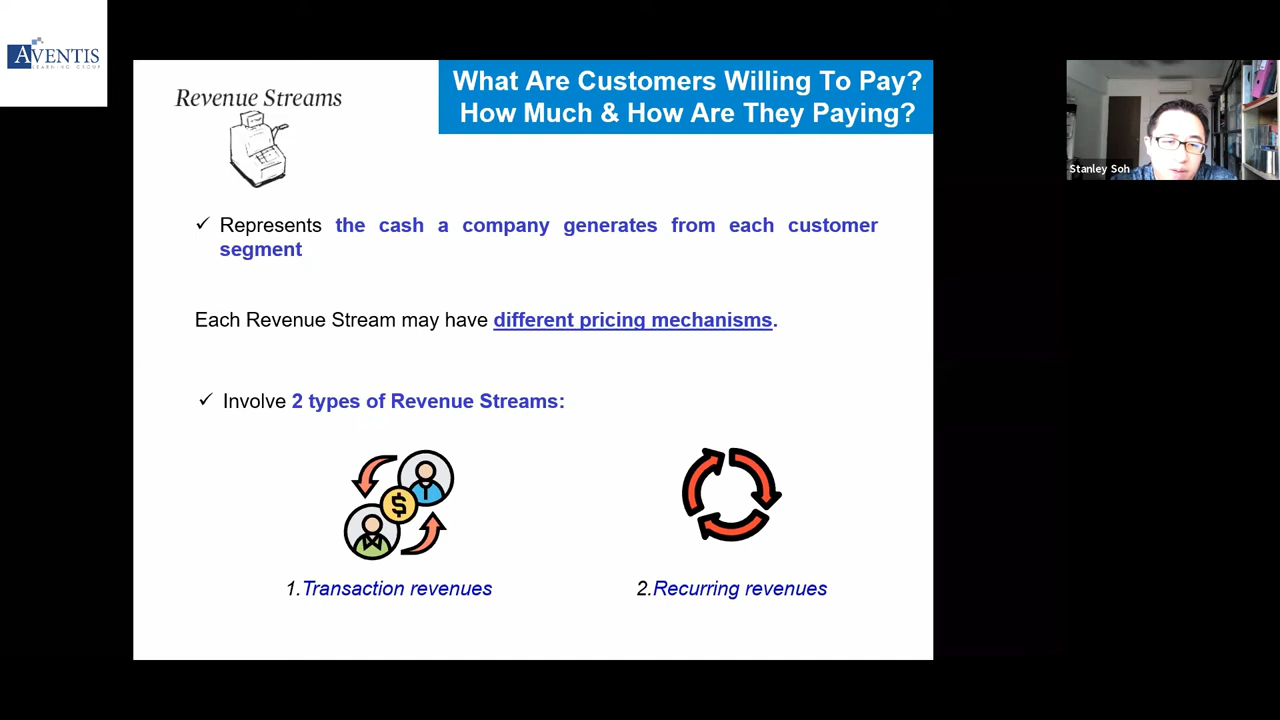 AVENTIS
LEARNING GROUP
Revenue Streams
What Are Customers Willing To Pay?
How Much & How Are They Paying?
Stanley Soh
✓ Represents the cash a company generates from each customer
segment
Each Revenue Stream may have different pricing mechanisms.
✓ Involve 2 types of Revenue Streams:
$
1.Transaction revenues
2.Recurring revenues